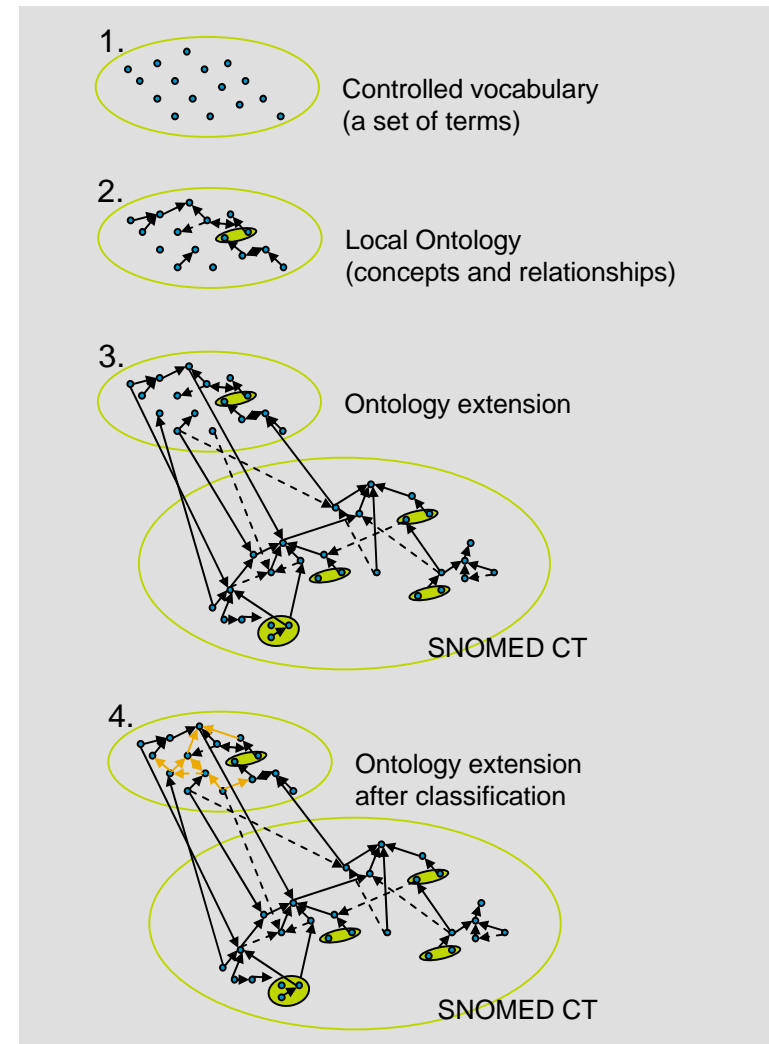 1.
Controlled vocabulary
(a set of terms)
2.
Local Ontology
(concepts and relationships)
3.
Ontology extension
SNOMED CT
4.
Ontology extension
after classification
SNOMED CT